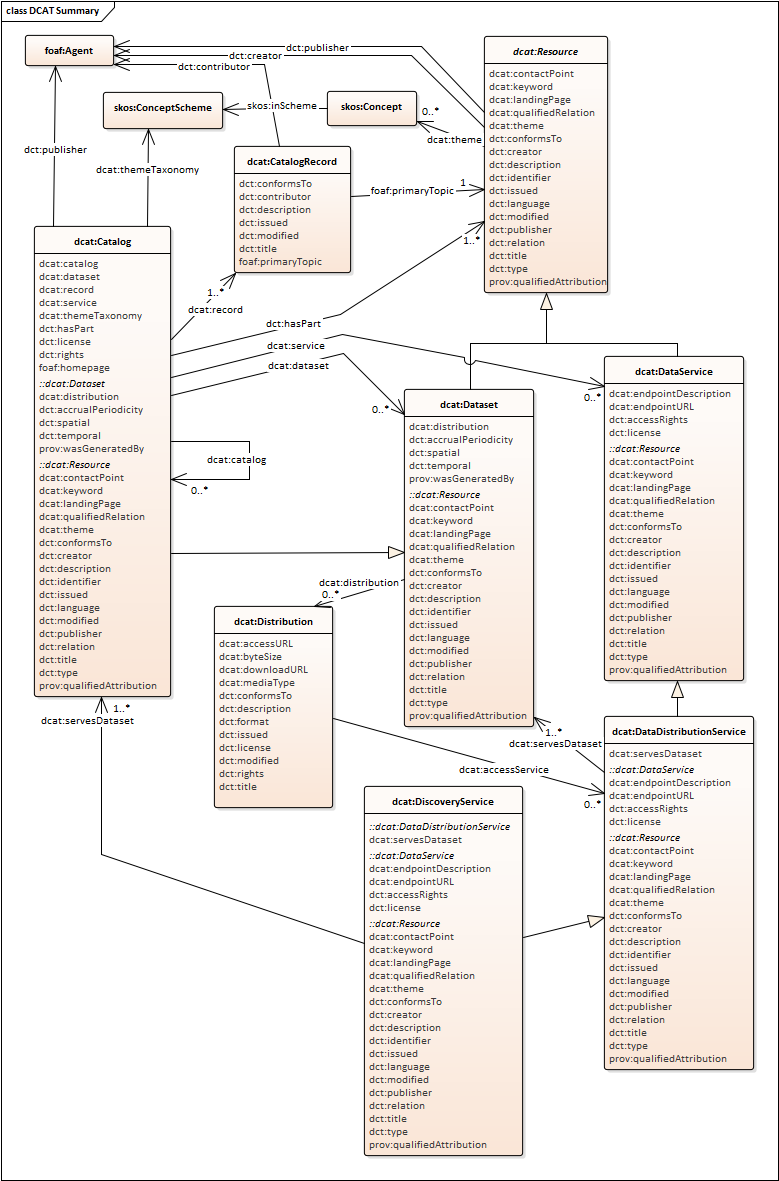 class DCAT Summary
foaf:Agent
dct:publisher
dct:creator
dct:contributor
skos:ConceptScheme
skos:inScheme
skos:Concept
0..*
dcat:theme
dct:publisher
dcat:themeTaxonomy
dcat:Resource
dcat:contactPoint
dcat:keyword
dcat:landingPage
dcat:qualifiedRelation
dcat:theme
dct:conformsTo
dct:creator
dct:description
dct:identifier
dct:issued
dct:language
dct:modified
dct:publisher
dct:relation
dct:title
dct:type
prov:qualifiedAttribution
dcat:CatalogRecord
dct:conformsTo
dct:contributor
dct:description
dct:issued
dct:modified
dct:title
foaf:primaryTopic
foaf:primaryTopic
1
1..*
dcat:Catalog
dcat:catalog
dcat:dataset
dcat:record
dcat:service
dcat:themeTaxonomy
dct:hasPart
dct:license
dct:rights
foaf:homepage
::dcat:Dataset
dcat:distribution
dct:accrualPeriodicity
dct:spatial
dct:temporal
prov:wasGeneratedBy
::dcat:Resource
dcat:contactPoint
dcat:keyword
dcat:landingPage
dcat:qualifiedRelation
dcat:theme
dct:conformsTo
dct:creator
dct:description
dct:identifier
dct:issued
dct:language
dct:modified
dct:publisher
dct:relation
dct:title
dct:type
prov:qualifiedAttribution
1..*
dcat:record
dct:hasPart
dcat:service
dcat:dataset
0..*
0..*
dcat:catalog
0..*
dcat:Dataset
dcat:distribution
dct:accrualPeriodicity
dct:spatial
dct:temporal
prov:wasGeneratedBy
::dcat:Resource
dcat:contactPoint
dcat:keyword
dcat:landingPage
dcat:qualifiedRelation
dcat:theme
dct:conformsTo
dct:creator
dct:description
dct:identifier
dct:issued
dct:language
dct:modified
dct:publisher
dct:relation
dct:title
dct:type
prov:qualifiedAttribution
dcat:DataService
dcat:endpointDescription
dcat:endpointURL
dct:accessRights
dct:license
::dcat:Resource
dcat:contactPoint
dcat:keyword
dcat:landingPage
dcat:qualifiedRelation
dcat:theme
dct:conformsTo
dct:creator
dct:description
dct:identifier
dct:issued
dct:language
dct:modified
dct:publisher
dct:relation
dct:title
dct:type
prov:qualifiedAttribution
dcat:distribution
0..*
dcat:Distribution
dcat:accessURL
dcat:byteSize
dcat:downloadURL
dcat:mediaType
dct:conformsTo
dct:description
dct:format
dct:issued
dct:license
dct:modified
dct:rights
dct:title
1..*
dcat:servesDataset
1..*
dcat:servesDataset
dcat:accessService
0..*
dcat:DataDistributionService
dcat:servesDataset
::dcat:DataService
dcat:endpointDescription
dcat:endpointURL
dct:accessRights
dct:license
::dcat:Resource
dcat:contactPoint
dcat:keyword
dcat:landingPage
dcat:qualifiedRelation
dcat:theme
dct:conformsTo
dct:creator
dct:description
dct:identifier
dct:issued
dct:language
dct:modified
dct:publisher
dct:relation
dct:title
dct:type
prov:qualifiedAttribution
dcat:DiscoveryService
::dcat:DataDistributionService
dcat:servesDataset
::dcat:DataService
dcat:endpointDescription
dcat:endpointURL
dct:accessRights
dct:license
::dcat:Resource
dcat:contactPoint
dcat:keyword
dcat:landingPage
dcat:qualifiedRelation
dcat:theme
dct:conformsTo
dct:creator
dct:description
dct:identifier
dct:issued
dct:language
dct:modified
dct:publisher
dct:relation
dct:title
dct:type
prov:qualifiedAttribution